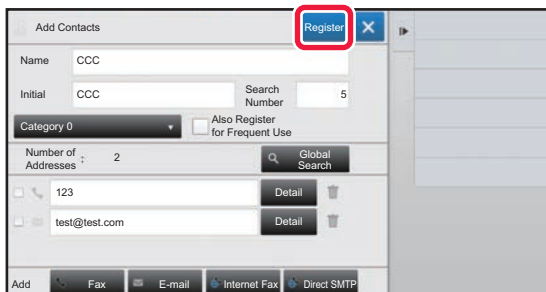 Add Contacts Register
Name CCC
Initial CCC Search Number 5
Category 0 Also Register for Frequent Use
Number of Addresses : 2 Global Search
123 Detail
test@test.com Detail
Add Fax E-mail Internet Fax Direct SMTP